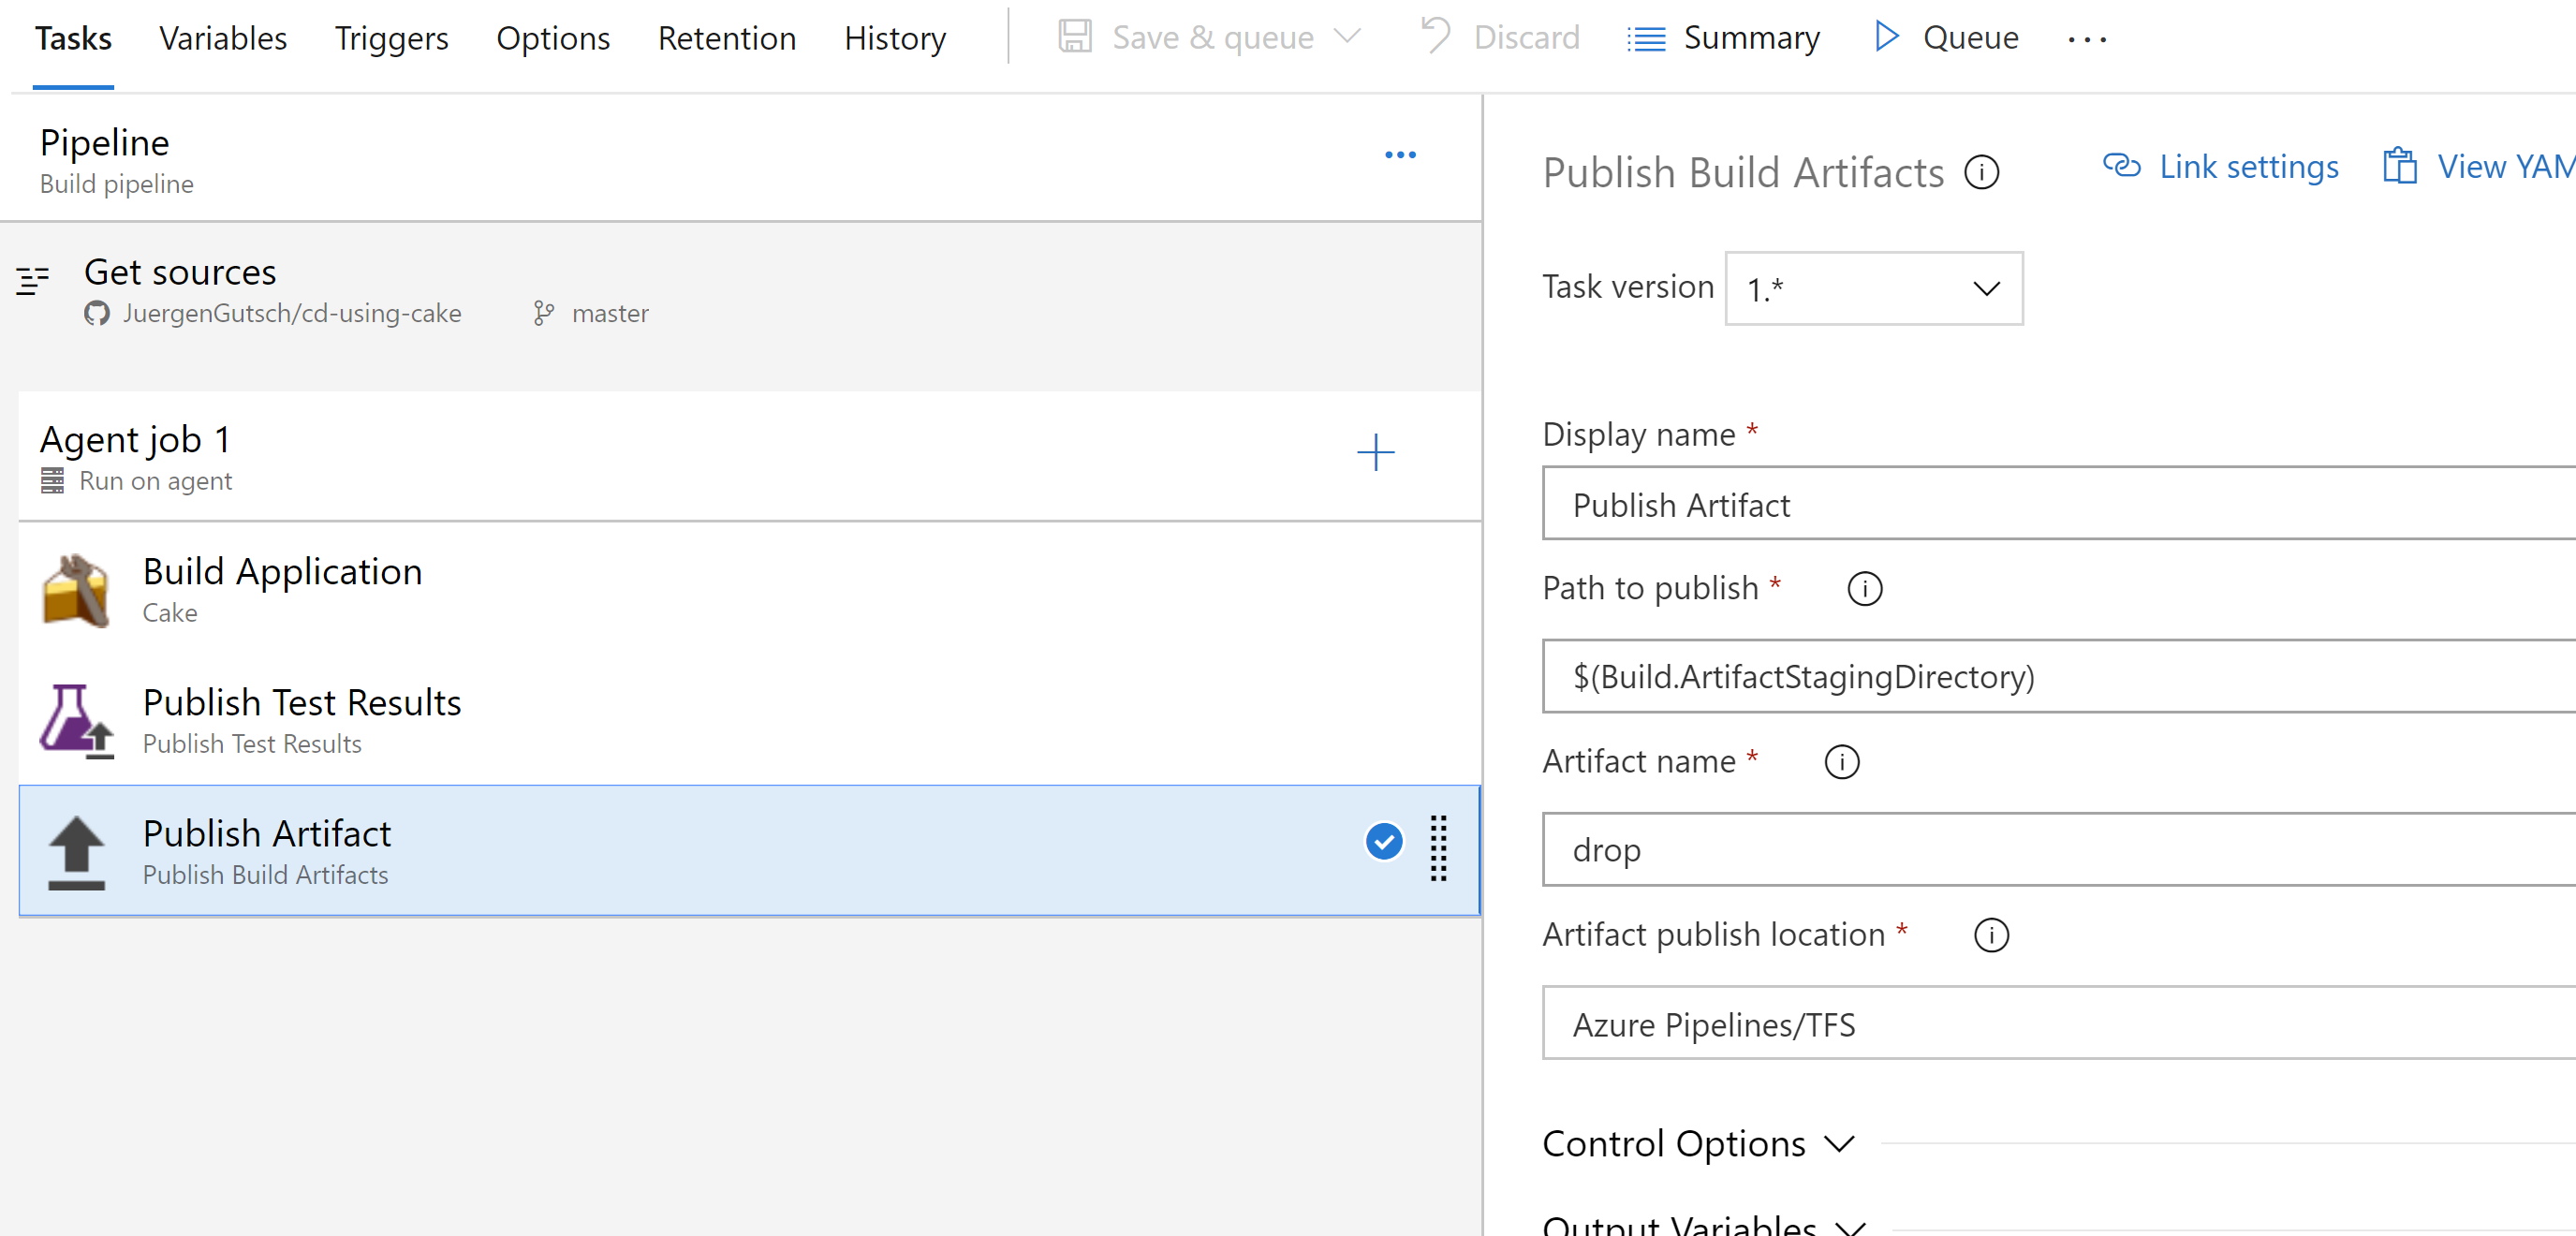 Tasks Variables Triggers Options Retention History Save & queue Discard Summary Queue ...
Pipeline
Build pipeline
Get sources
JuergenGutsch/cd-using-cake master
Agent job 1
Run on agent
Build Application
Cake
Publish Test Results
Publish Test Results
Publish Artifact
Publish Build Artifacts
Publish Build Artifacts Link settings View YAM
Task version 1.*
Display name *
Publish Artifact
Path to publish *
$(Build.ArtifactStagingDirectory)
Artifact name *
drop
Artifact publish location *
Azure Pipelines/TFS
Control Options
Output Variables